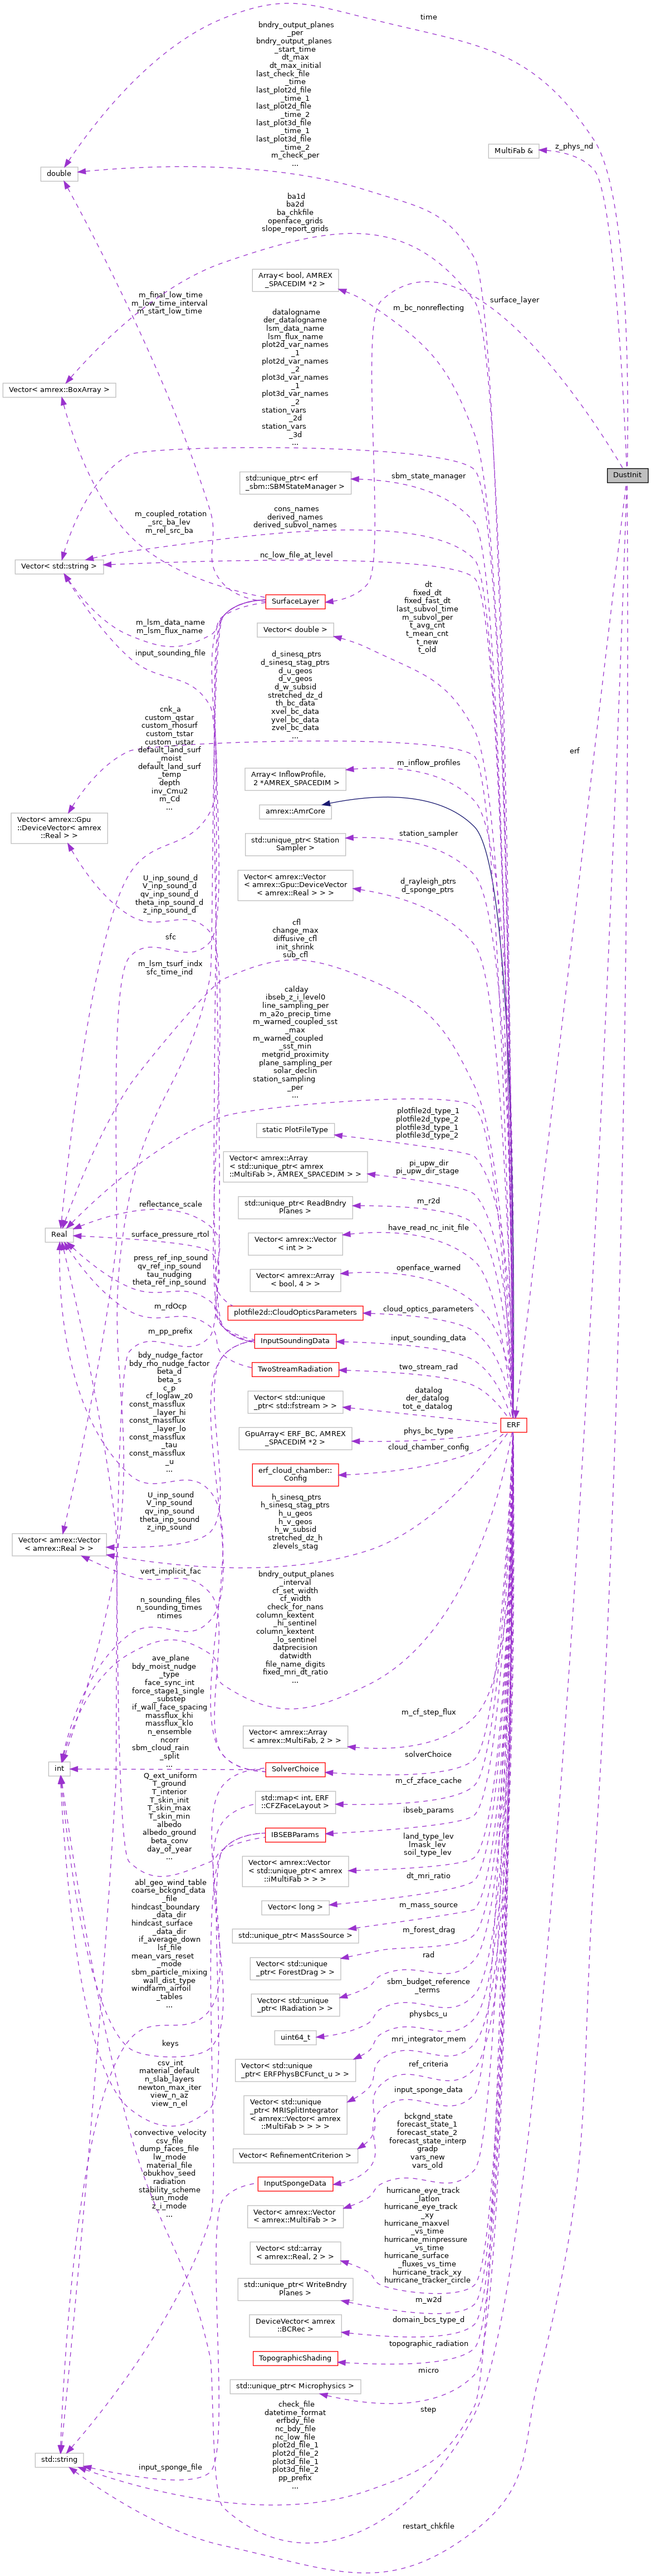 time
bndry_output_planes
_per
bndry_output_planes
_start_time
dt_max
dt_max_initial
last_check_file
_time
last_plot2d_file
_time_1
last_plot2d_file
_time_2
last_plot3d_file
_time_1
last_plot3d_file
_time_2
m_check_per
...
z_phys_nd
MultiFab &
double
ba1d
ba2d
ba_chkfile
openface_grids
slope_report_grids
Array< bool, AMREX
_SPACEDIM *2 >
m_final_low_time
m_low_time_interval
m_start_low_time
surface_layer
m_bc_nonreflecting
datalogname
der_datalogname
lsm_data_name
lsm_flux_name
plot2d_var_names
_1
plot2d_var_names
_2
plot3d_var_names
_1
plot3d_var_names
_2
station_vars
_2d
station_vars
_3d
...
Vector< amrex::BoxArray >
DustInit
sbm_state_manager
std::unique_ptr< erf
_sbm::SBMStateManager >
m_coupled_rotation
_src_ba_lev
m_rel_src_ba
cons_names
derived_names
derived_subvol_names
nc_low_file_at_level
Vector< std::string >
SurfaceLayer
dt
fixed_dt
fixed_fast_dt
last_subvol_time
m_subvol_per
t_avg_cnt
t_mean_cnt
t_new
t_old
m_lsm_data_name
m_lsm_flux_name
Vector< double >
input_sounding_file
d_sinesq_ptrs
d_sinesq_stag_ptrs
d_u_geos
d_v_geos
d_w_subsid
stretched_dz_d
th_bc_data
xvel_bc_data
yvel_bc_data
zvel_bc_data
...
cnk_a
custom_qstar
custom_rhosurf
custom_tstar
custom_ustar
default_land_surf
_moist
default_land_surf
_temp
depth
inv_Cmu2
m_Cd
...
erf
m_inflow_profiles
Array< InflowProfile,
2 *AMREX_SPACEDIM >
amrex::AmrCore
Vector< amrex::Gpu
::DeviceVector< amrex
::Real > >
station_sampler
std::unique_ptr< Station
Sampler >
U_inp_sound_d
V_inp_sound_d
qv_inp_sound_d
theta_inp_sound_d
z_inp_sound_d
Vector< amrex::Vector
< amrex::Gpu::DeviceVector
< amrex::Real > > >
d_rayleigh_ptrs
d_sponge_ptrs
sfc
cfl
change_max
diffusive_cfl
init_shrink
sub_cfl
m_lsm_tsurf_indx
sfc_time_ind
calday
ibseb_z_i_level0
line_sampling_per
m_a2o_precip_time
m_warned_coupled_sst
_max
m_warned_coupled
_sst_min
metgrid_proximity
plane_sampling_per
solar_declin
station_sampling
_per
...
static PlotFileType
plotfile2d_type_1
plotfile2d_type_2
plotfile3d_type_1
plotfile3d_type_2
Vector< amrex::Array
< std::unique_ptr< amrex
::MultiFab >, AMREX_SPACEDIM > >
pi_upw_dir
pi_upw_dir_stage
reflectance_scale
std::unique_ptr< ReadBndry
Planes >
m_r2d
Real
surface_pressure_rtol
Vector< amrex::Vector
< int > >
have_read_nc_init_file
press_ref_inp_sound
qv_ref_inp_sound
tau_nudging
theta_ref_inp_sound
Vector< amrex::Array
< bool, 4 > >
openface_warned
m_rdOcp
plotfile2d::CloudOpticsParameters
cloud_optics_parameters
m_pp_prefix
InputSoundingData
input_sounding_data
bdy_nudge_factor
bdy_rho_nudge_factor
beta_d
beta_s
c_p
cf_loglaw_z0
const_massflux
_layer_hi
const_massflux
_layer_lo
const_massflux
_tau
const_massflux
_u
...
TwoStreamRadiation
two_stream_rad
Vector< std::unique
_ptr< std::fstream > >
datalog
der_datalog
tot_e_datalog
ERF
GpuArray< ERF_BC, AMREX
_SPACEDIM *2 >
phys_bc_type
cloud_chamber_config
erf_cloud_chamber::
Config
U_inp_sound
V_inp_sound
qv_inp_sound
theta_inp_sound
z_inp_sound
h_sinesq_ptrs
h_sinesq_stag_ptrs
h_u_geos
h_v_geos
h_w_subsid
stretched_dz_h
zlevels_stag
Vector< amrex::Vector
< amrex::Real > >
vert_implicit_fac
bndry_output_planes
_interval
cf_set_width
cf_width
check_for_nans
column_kextent
_hi_sentinel
column_kextent
_lo_sentinel
datprecision
datwidth
file_name_digits
fixed_mri_dt_ratio
...
n_sounding_files
n_sounding_times
ntimes
ave_plane
bdy_moist_nudge
_type
face_sync_int
force_stage1_single
_substep
if_wall_face_spacing
massflux_khi
massflux_klo
n_ensemble
ncorr
sbm_cloud_rain
_split
...
m_cf_step_flux
Vector< amrex::Array
< amrex::MultiFab, 2 > >
solverChoice
SolverChoice
int
m_cf_zface_cache
Q_ext_uniform
T_ground
T_interior
T_skin_init
T_skin_max
T_skin_min
albedo
albedo_ground
beta_conv
day_of_year
...
std::map< int, ERF
::CFZFaceLayout >
ibseb_params
IBSEBParams
land_type_lev
lmask_lev
soil_type_lev
Vector< amrex::Vector
< std::unique_ptr< amrex
::iMultiFab > > >
dt_mri_ratio
abl_geo_wind_table
coarse_bckgnd_data
_file
hindcast_boundary
_data_dir
hindcast_surface
_data_dir
if_average_down
lsf_file
mean_vars_reset
_mode
sbm_particle_mixing
wall_dist_type
windfarm_airfoil
_tables
...
Vector< long >
m_mass_source
std::unique_ptr< MassSource >
m_forest_drag
Vector< std::unique
_ptr< ForestDrag > >
rad
sbm_budget_reference
_terms
Vector< std::unique
_ptr< IRadiation > >
physbcs_u
uint64_t
keys
mri_integrator_mem
csv_int
material_default
n_slab_layers
newton_max_iter
view_n_az
view_n_el
Vector< std::unique
_ptr< ERFPhysBCFunct_u > >
ref_criteria
Vector< std::unique
_ptr< MRISplitIntegrator
< amrex::Vector< amrex
::MultiFab > > > >
input_sponge_data
convective_velocity
csv_file
dump_faces_file
lw_mode
material_file
obukhov_seed
radiation
stability_scheme
sun_mode
z_i_mode
...
bckgnd_state
forecast_state_1
forecast_state_2
forecast_state_interp
gradp
vars_new
vars_old
Vector< RefinementCriterion >
InputSpongeData
hurricane_eye_track
_latlon
hurricane_eye_track
_xy
hurricane_maxvel
_vs_time
hurricane_minpressure
_vs_time
hurricane_surface
_fluxes_vs_time
hurricane_track_xy
hurricane_tracker_circle
Vector< amrex::Vector
< amrex::MultiFab > >
Vector< std::array
< amrex::Real, 2 > >
std::unique_ptr< WriteBndry
Planes >
m_w2d
DeviceVector< amrex
::BCRec >
domain_bcs_type_d
topographic_radiation
TopographicShading
micro
std::unique_ptr< Microphysics >
check_file
datetime_format
erfbdy_file
nc_bdy_file
nc_low_file
plot2d_file_1
plot2d_file_2
plot3d_file_1
plot3d_file_2
pp_prefix
...
step
std::string
input_sponge_file
restart_chkfile